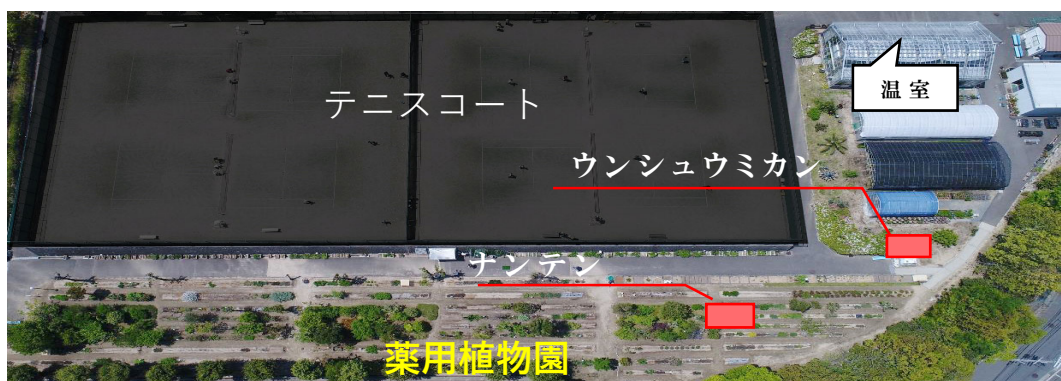 温室
テニスコート
ウンシュウミカン
ナンテン
薬用植物園